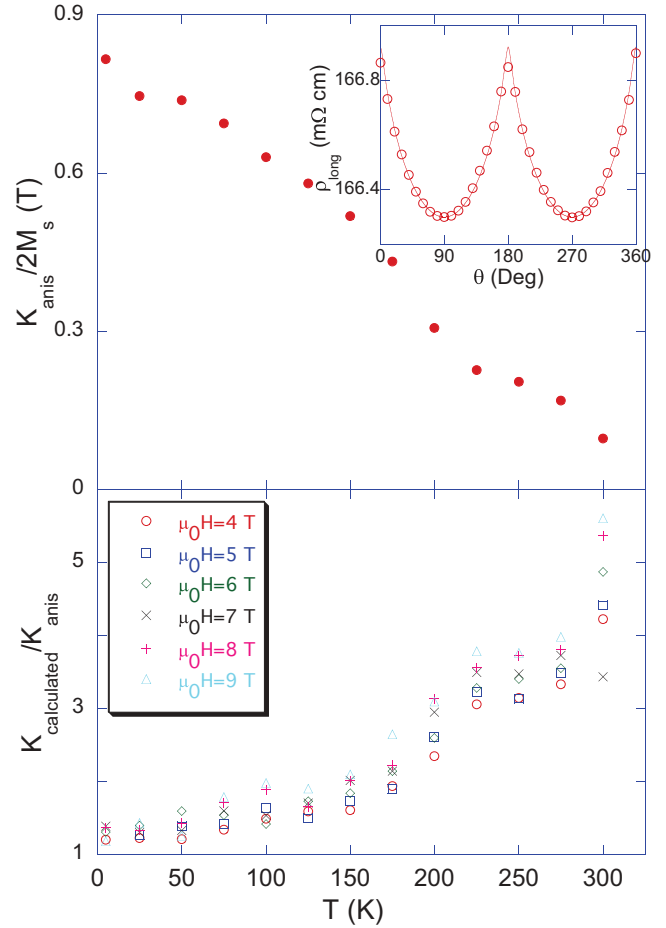 0.9
0.6
0.3
0
K_anis/2M_s (T)
166.8
166.4
ρ_long (mΩ cm)
0 90 180 270 360
θ (Deg)
μ_0H=4 T
μ_0H=5 T
μ_0H=6 T
μ_0H=7 T
μ_0H=8 T
μ_0H=9 T
5
3
1
K_calculated/K_anis
0 50 100 150 200 250 300
T (K)